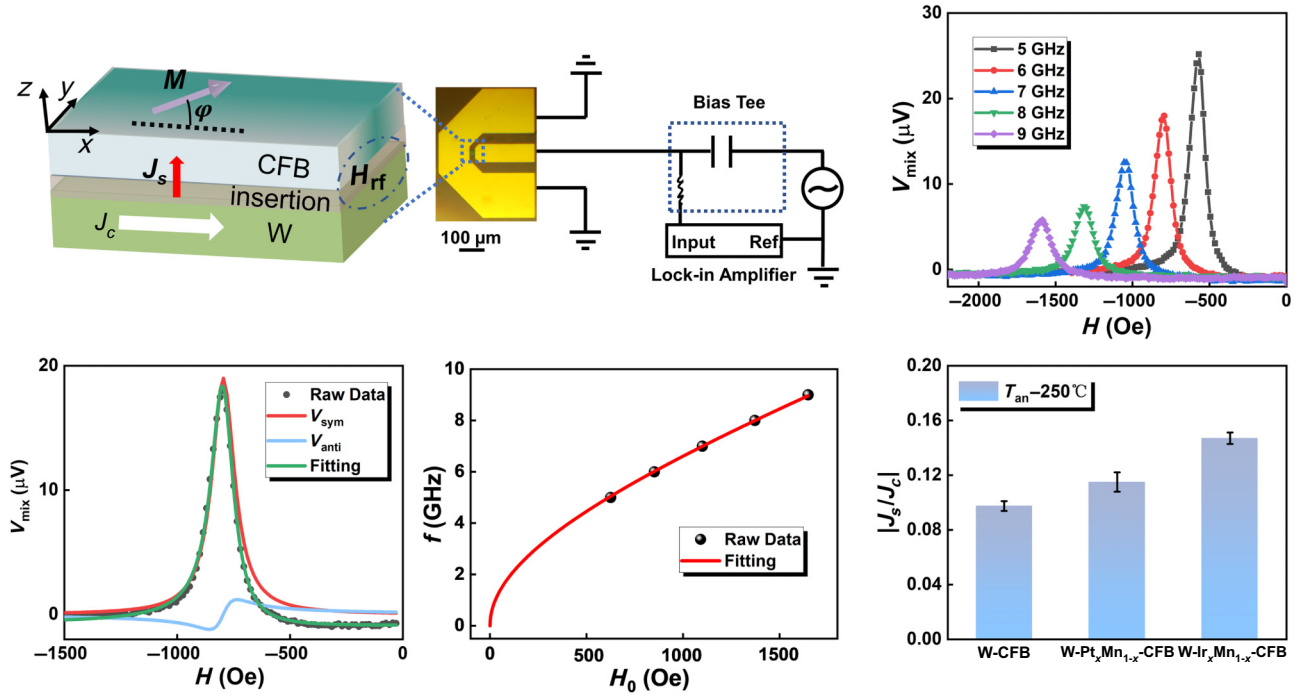 z
y
x
M
φ
CFB
J_s
H_rf
insertion
J_c
W
100 μm
Bias Tee
Input
Ref.
Lock-in Amplifier
V_mix (μV)
30
20
10
0
5 GHz
6 GHz
7 GHz
8 GHz
9 GHz
–2000
–1500
–1000
–500
0
H (Oe)
V_mix (μV)
20
10
0
Raw Data
V_sym
V_anti
Fitting
–1500
–1000
–500
0
H (Oe)
f (GHz)
10
8
6
4
2
0
Raw Data
Fitting
0
500
1000
1500
H_0 (Oe)
|J_s/J_c|
0.20
0.16
0.12
0.08
0.04
0.00
T_an–250℃
W-CFB
W-Pt_xMn_1-x-CFB
W-Ir_xMn_1-x-CFB